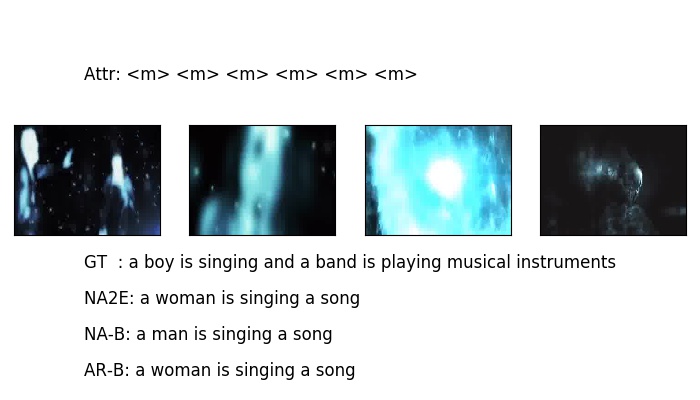 Attr: <m> <m> <m> <m> <m> <m>
GT  : a boy is singing and a band is playing musical instruments
NA2E: a woman is singing a song
NA-B: a man is singing a song
AR-B: a woman is singing a song